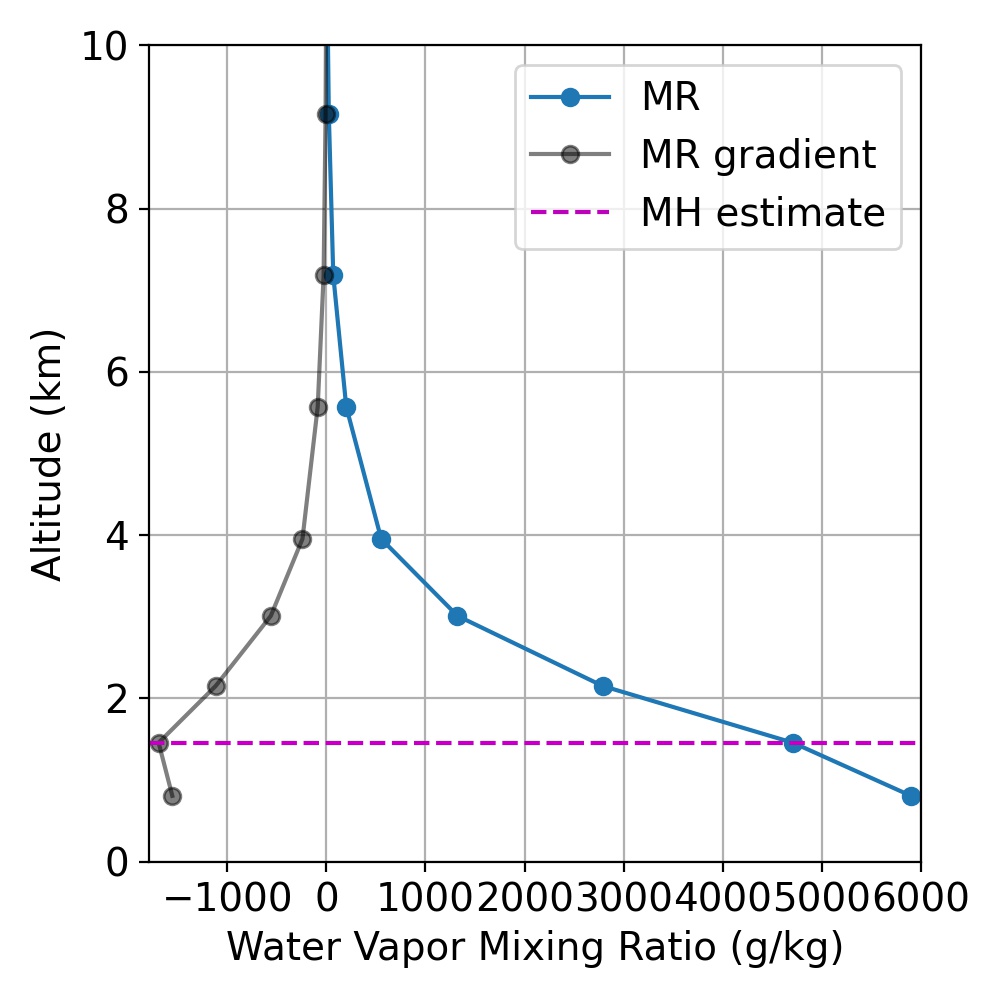 10
8
6
4
2
0
Altitude (km)
MR
MR gradient
MH estimate
−1000 0 1000 2000 3000 4000 5000 6000
Water Vapor Mixing Ratio (g/kg)